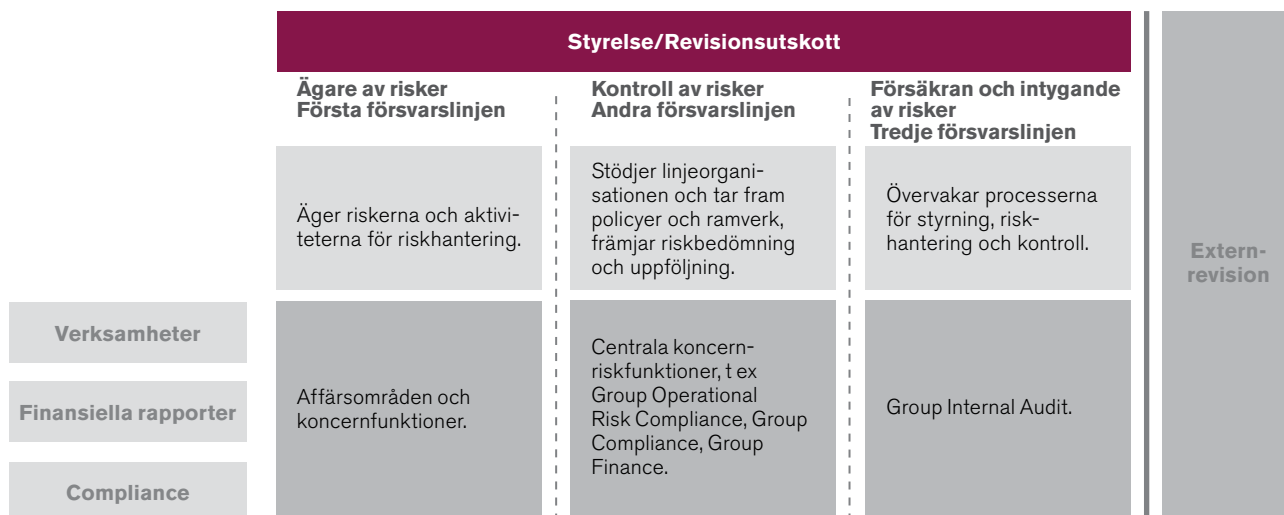 Styrelse/Revisionsutskott
Ägare av risker
Första försvarslinjen
Kontroll av risker
Andra försvarslinjen
Försäkran och intygande
av risker
Tredje försvarslinjen
Äger riskerna och aktivi-
teterna för riskhantering.
Stödjer linjeorgani-
sationen och tar fram
policyer och ramverk,
främjar riskbedömning
och uppföljning.
Övervakar processerna
för styrning, risk-
hantering och kontroll.
Extern-
revision
Verksamheter
Finansiella rapporter
Compliance
Affärsområden och
koncernfunktioner.
Centrala koncern-
riskfunktioner, t ex
Group Operational
Risk Compliance, Group
Compliance, Group
Finance.
Group Internal Audit.